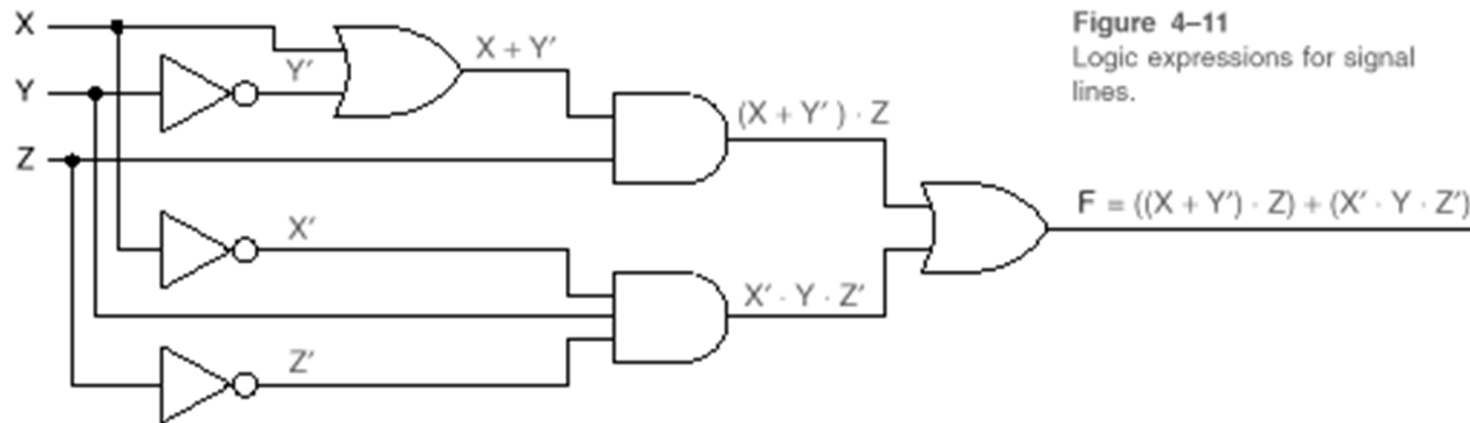 X
Y
Z
Y′
X + Y′
(X + Y′ ) · Z
X′
X′ · Y · Z′
Z′
F = ((X + Y′) · Z) + (X′ · Y · Z′)
Figure 4–11
Logic expressions for signal
lines.